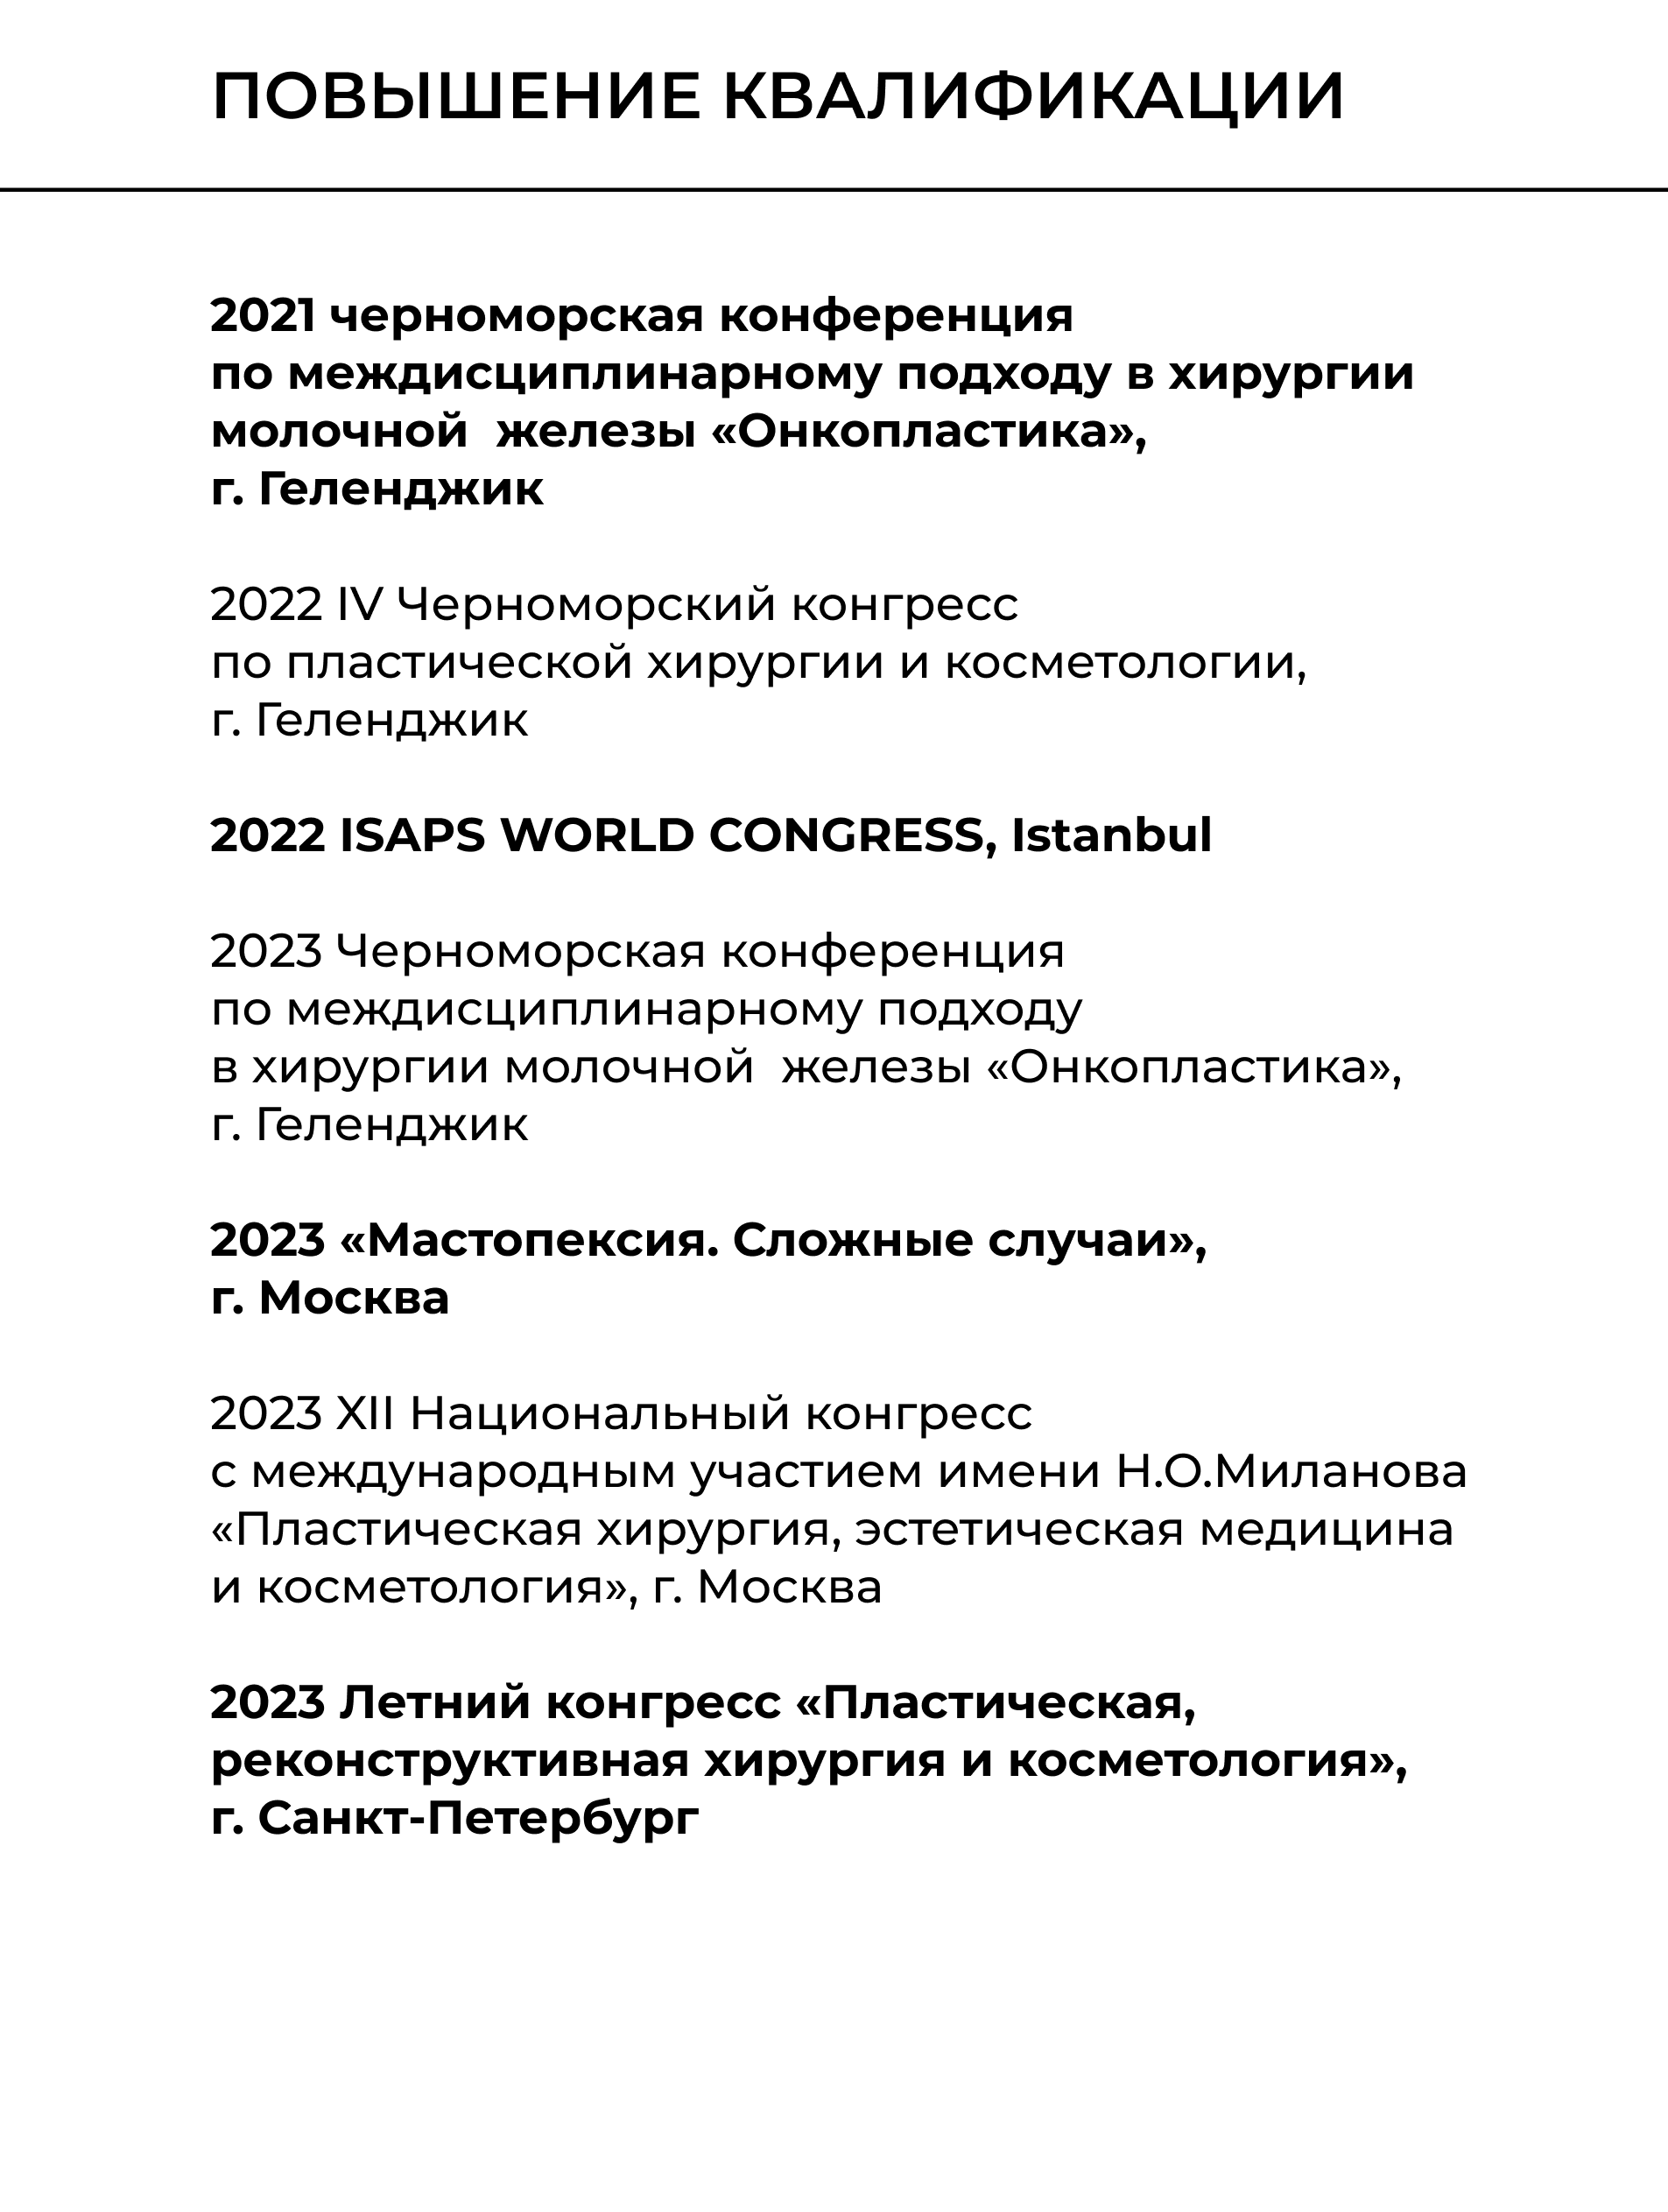 ПОВЫШЕНИЕ КВАЛИФИКАЦИИ
2021 черноморская конференция
по междисциплинарному подходу в хирургии
молочной  железы «Онкопластика»,
г. Геленджик
2022 IV Черноморский конгресс
по пластической хирургии и косметологии,
г. Геленджик
2022 ISAPS WORLD CONGRESS, Istanbul
2023 Черноморская конференция
по междисциплинарному подходу
в хирургии молочной  железы «Онкопластика»,
г. Геленджик
2023 «Мастопексия. Сложные случаи»,
г. Москва
2023 XII Национальный конгресс
с международным участием имени Н.О.Миланова
«Пластическая хирургия, эстетическая медицина
и косметология», г. Москва
2023 Летний конгресс «Пластическая,
реконструктивная хирургия и косметология»,
г. Санкт-Петербург